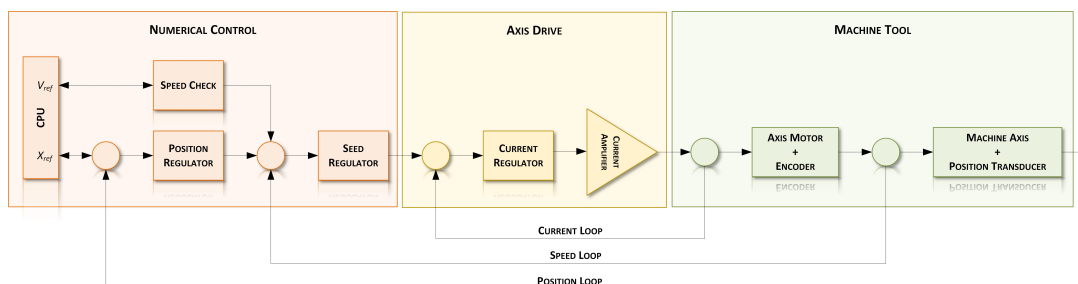 NUMERICAL CONTROL
AXIS DRIVE
MACHINE TOOL
Vref
SPEED CHECK
CPU
Xref
POSITION
REGULATOR
SEED
REGULATOR
CURRENT
REGULATOR
CURRENT
AMPLIFIER
AXIS MOTOR
+
ENCODER
MACHINE AXIS
+
POSITION TRANSDUCER
CURRENT LOOP
SPEED LOOP
POSITION LOOP